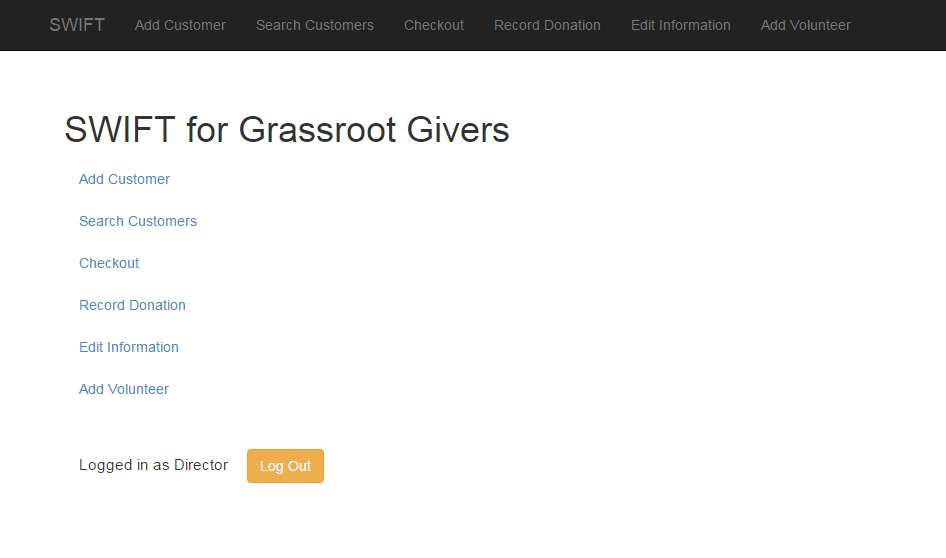 SWIFT Add Customer Search Customers Checkout Record Donation Edit Information Add Volunteer
SWIFT for Grassroot Givers
Add Customer
Search Customers
Checkout
Record Donation
Edit Information
Add Volunteer
Logged in as Director Log Out